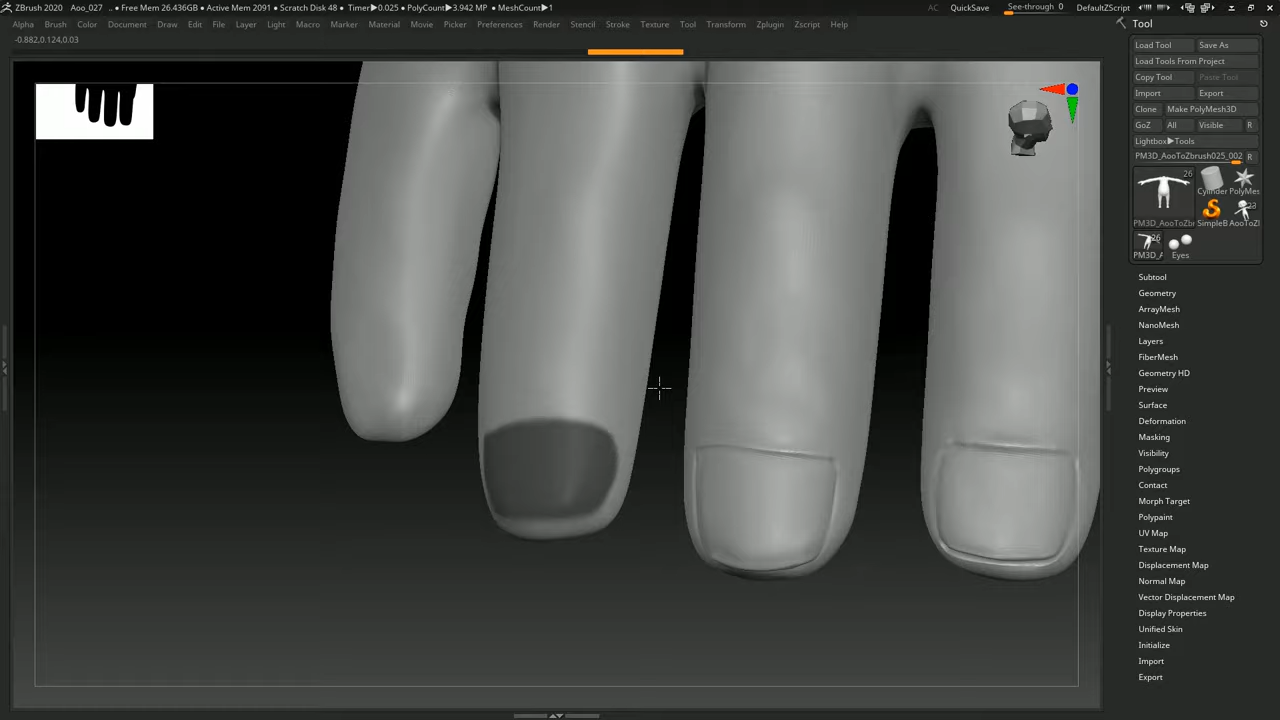 ZBrush 2020 Aoo_027 .. ● Free Mem 26.436GB ● Active Mem 2091 ● Scratch Disk 48 ● Timer▶0.025 ● PolyCount▶3.942 MP ● MeshCount▶1 AC QuickSave See-through 0 DefaultZScript
Alpha Brush Color Document Draw Edit File Layer Light Macro Marker Material Movie Picker Preferences Render Stencil Stroke Texture Tool Transform Zplugin Zscript Help
-0.882,0.124,0.03
Tool
Load Tool Save As
Load Tools From Project
Copy Tool Paste Tool
Import Export
Clone Make PolyMesh3D
GoZ All Visible R
Lightbox▶Tools
PM3D_AooToZbrush025_002 R
26
Cylinder PolyMes
23
PM3D_AooToZbr SimpleB AooToZl
26
PM3D_A Eyes
Subtool
Geometry
ArrayMesh
NanoMesh
Layers
FiberMesh
Geometry HD
Preview
Surface
Deformation
Masking
Visibility
Polygroups
Contact
Morph Target
Polypaint
UV Map
Texture Map
Displacement Map
Normal Map
Vector Displacement Map
Display Properties
Unified Skin
Initialize
Import
Export